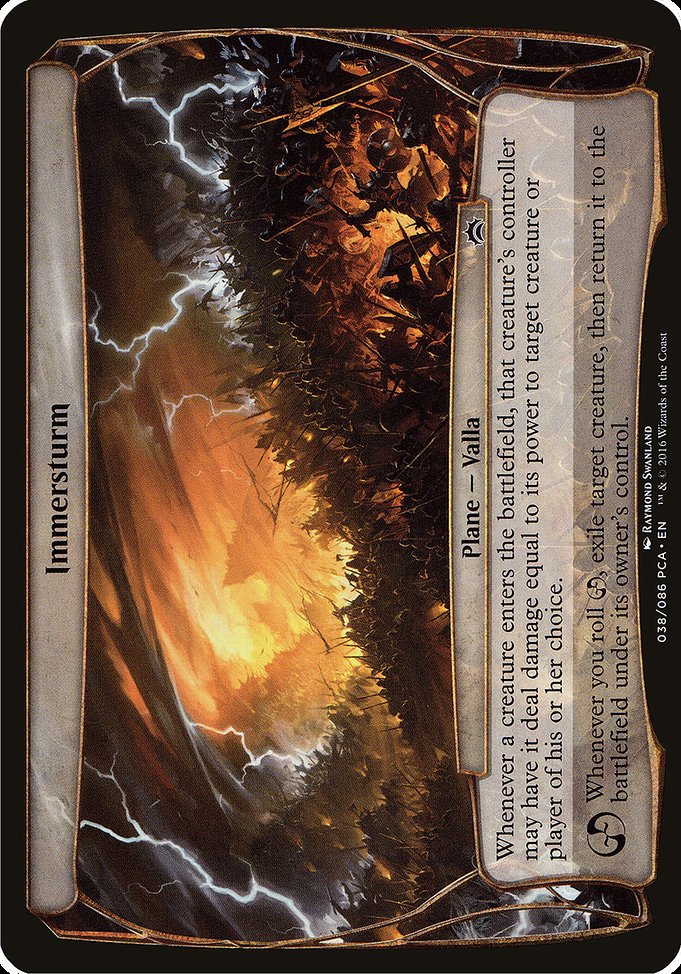 Immersturm
Plane — Valla
Whenever a creature enters the battlefield, that creature's controller
may have it deal damage equal to its power to target creature or
player of his or her choice.
Whenever you roll , exile target creature, then return it to the
battlefield under its owner's control.
Raymond Swanland
038/086 PCA • EN ™ & © 2016 Wizards of the Coast